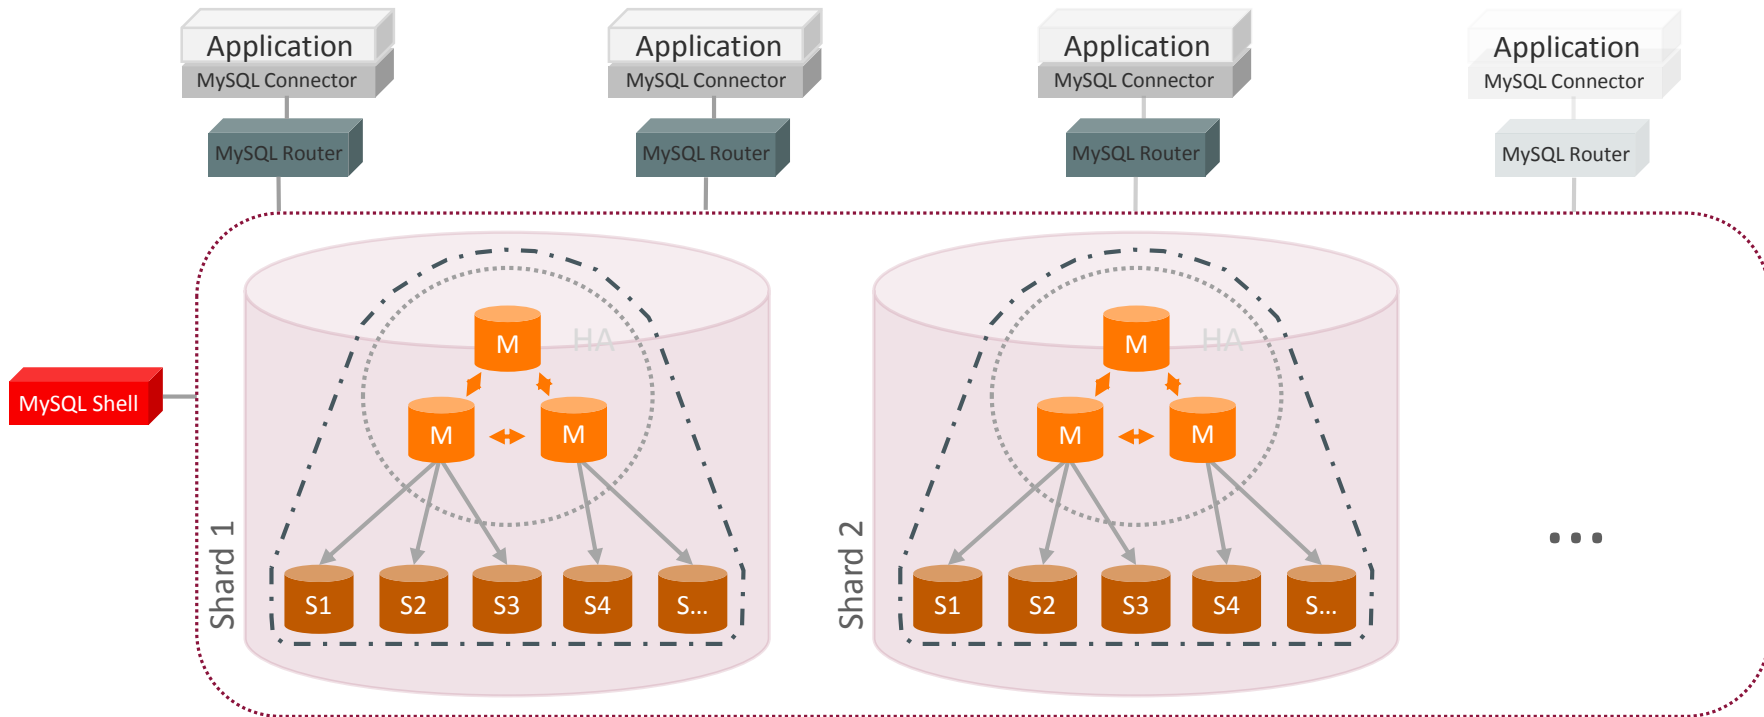 Application
MySQL Connector
MySQL Router
Application
MySQL Connector
MySQL Router
Application
MySQL Connector
MySQL Router
Application
MySQL Connector
MySQL Router
MySQL Shell
Shard 1
HA
M
M
M
S1
S2
S3
S4
S...
Shard 2
HA
M
M
M
S1
S2
S3
S4
S...
...